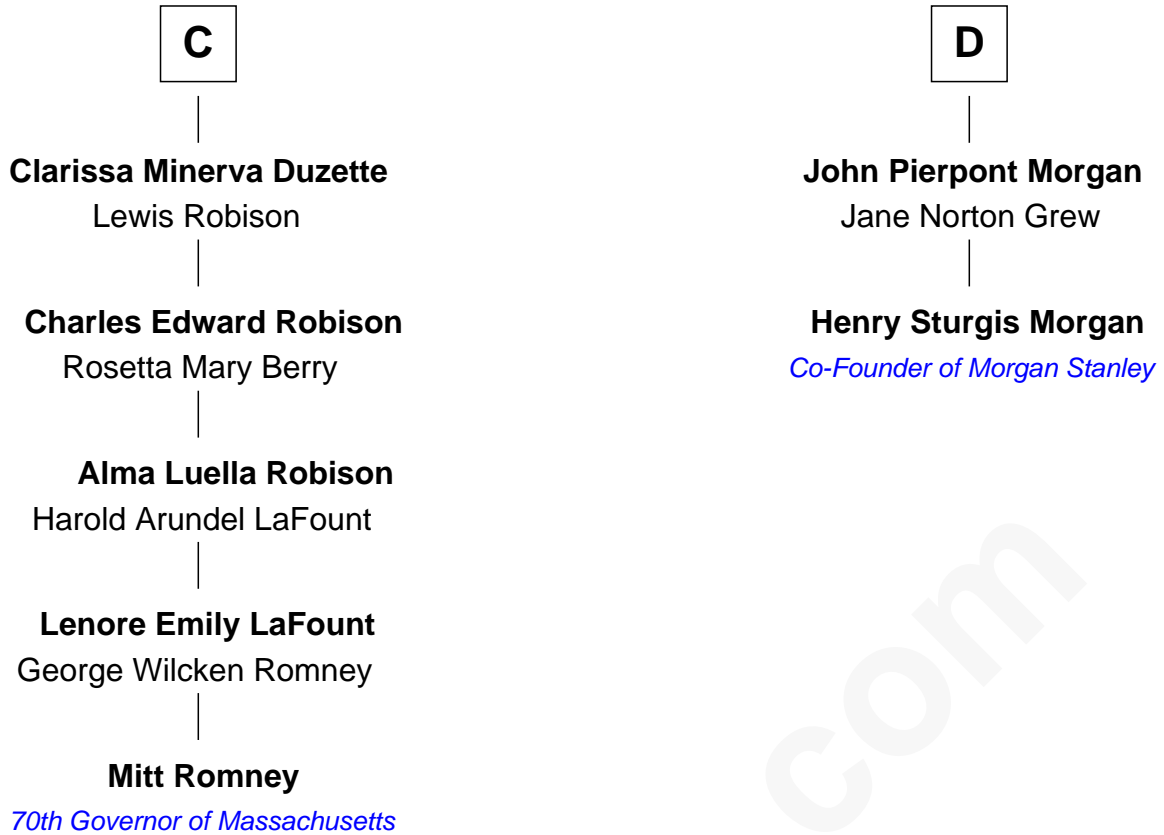 C
Clarissa Minerva Duzette
Lewis Robison
Charles Edward Robison
Rosetta Mary Berry
Alma Luella Robison
Harold Arundel LaFount
Lenore Emily LaFount
George Wilcken Romney
Mitt Romney
70th Governor of Massachusetts
D
John Pierpont Morgan
Jane Norton Grew
Henry Sturgis Morgan
Co-Founder of Morgan Stanley
com